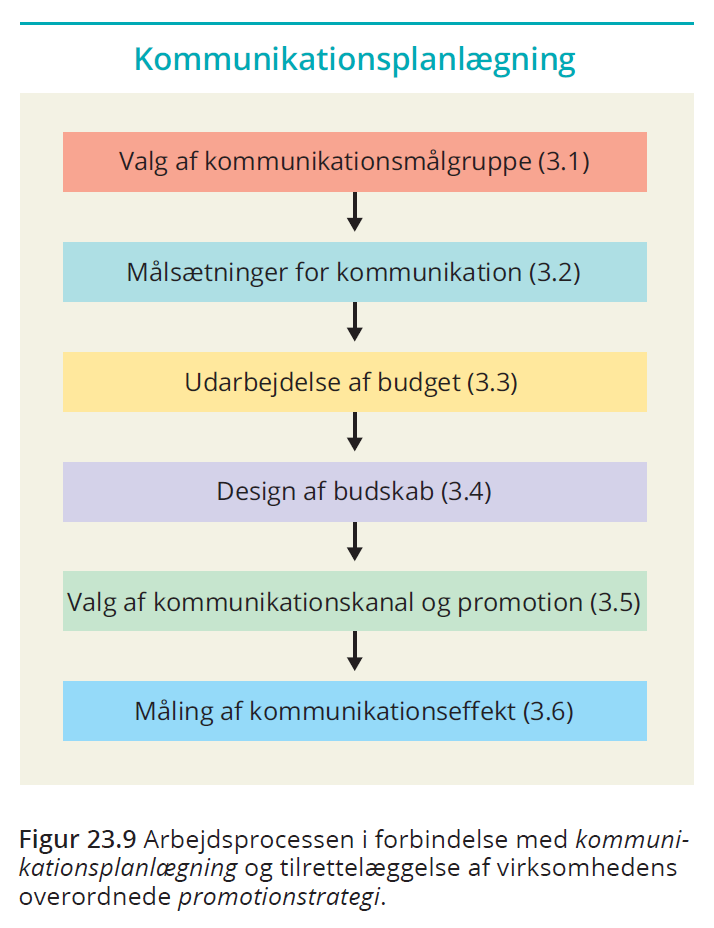 Kommunikationsplanlægning
Valg af kommunikationsmålgruppe (3.1)
Målsætninger for kommunikation (3.2)
Udarbejdelse af budget (3.3)
Design af budskab (3.4)
Valg af kommunikationskanal og promotion (3.5)
Måling af kommunikationseffekt (3.6)
Figur 23.9 Arbejdsprocessen i forbindelse med kommuni-
kationsplanlægning og tilrettelæggelse af virksomhedens
overordnede promotionstrategi.